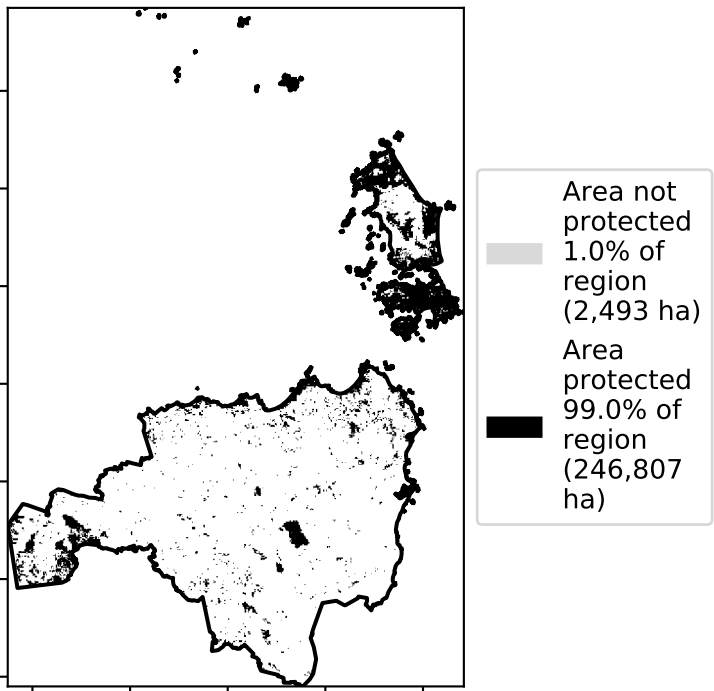 Area not
protected
1.0% of
region
(2,493 ha)
Area
protected
99.0% of
region
(246,807
ha)